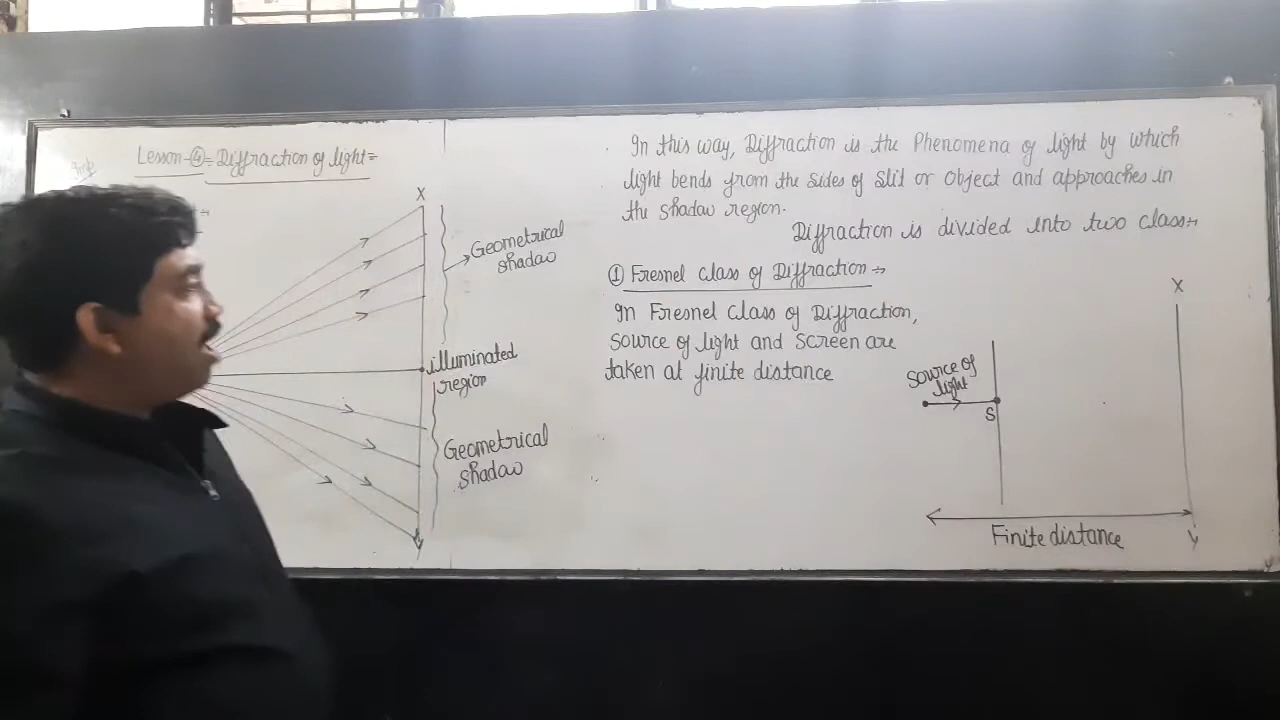 Lesson-④= Diffraction of light=
X
Geometrical
shadaw
illuminated
region
Geometrical
shadaw
Y
In this way, Diffraction is the Phenomena of light by which
light bends from the sides of slit or object and approaches in
the shadaw region.
Diffraction is divided into two class:→
① Fresnel Class of Diffraction →
In Fresnel Class of Diffraction,
source of light and screen are
taken at finite distance
X
Source of
light
S
Finite distance
Y